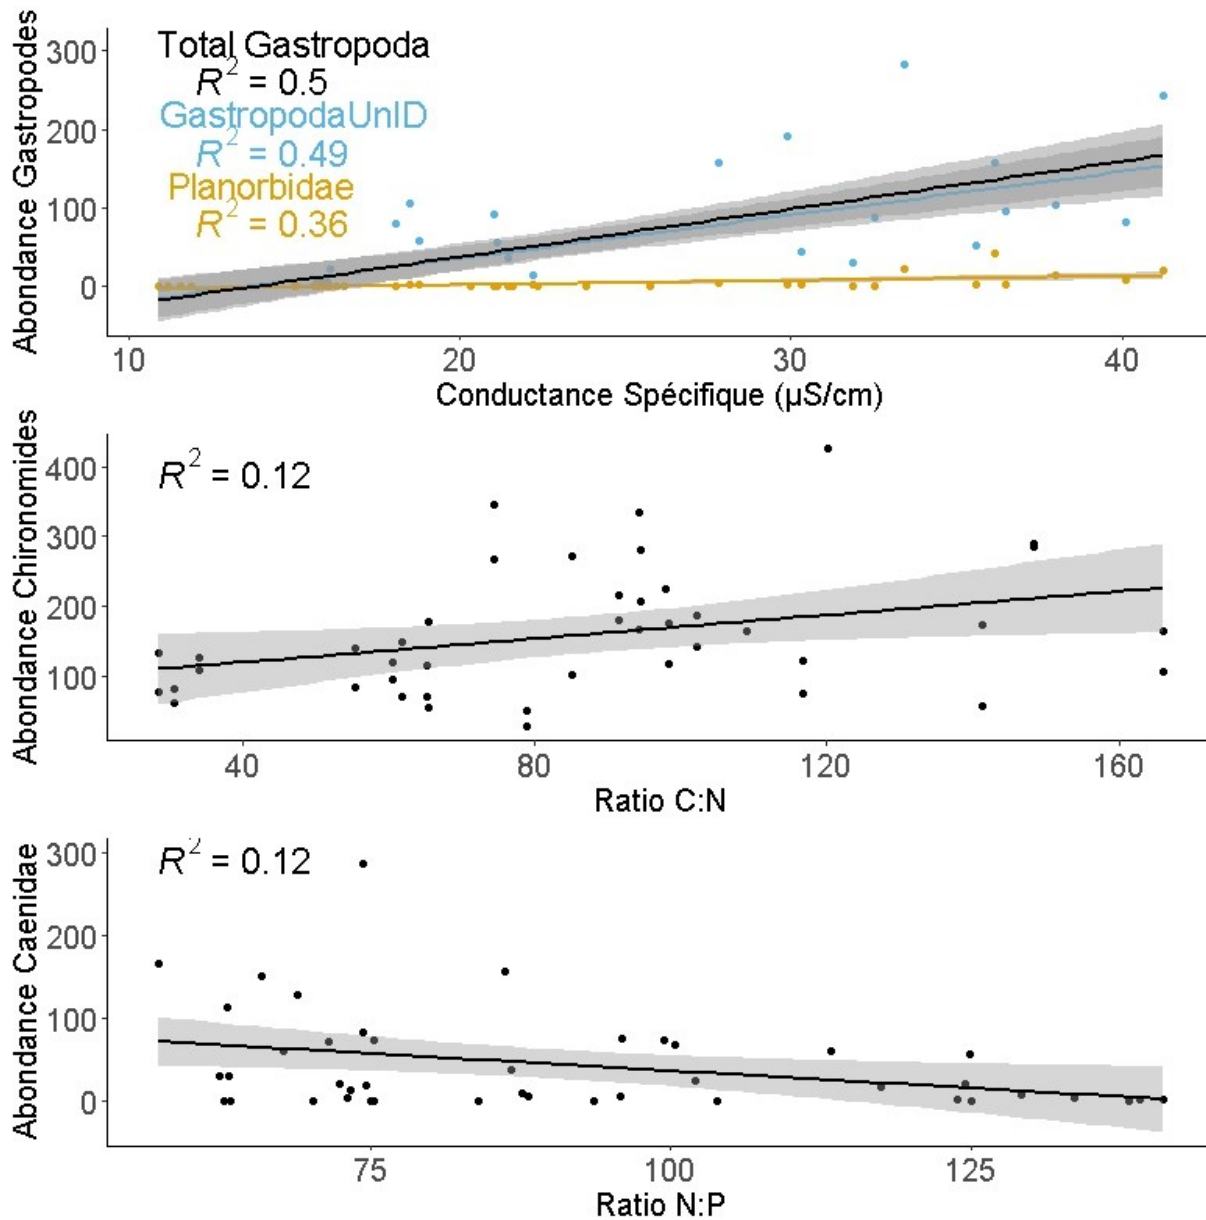 Total Gastropoda
R² = 0.5
GastropodaUnID
R² = 0.49
Planorbidae
R² = 0.36
Abondance Gastropodes
300
200
100
0
10 20 30 40
Conductance Spécifique (µS/cm)
R² = 0.12
Abondance Chironomides
400
300
200
100
40 80 120 160
Ratio C:N
R² = 0.12
Abondance Caenidae
300
200
100
0
75 100 125
Ratio N:P